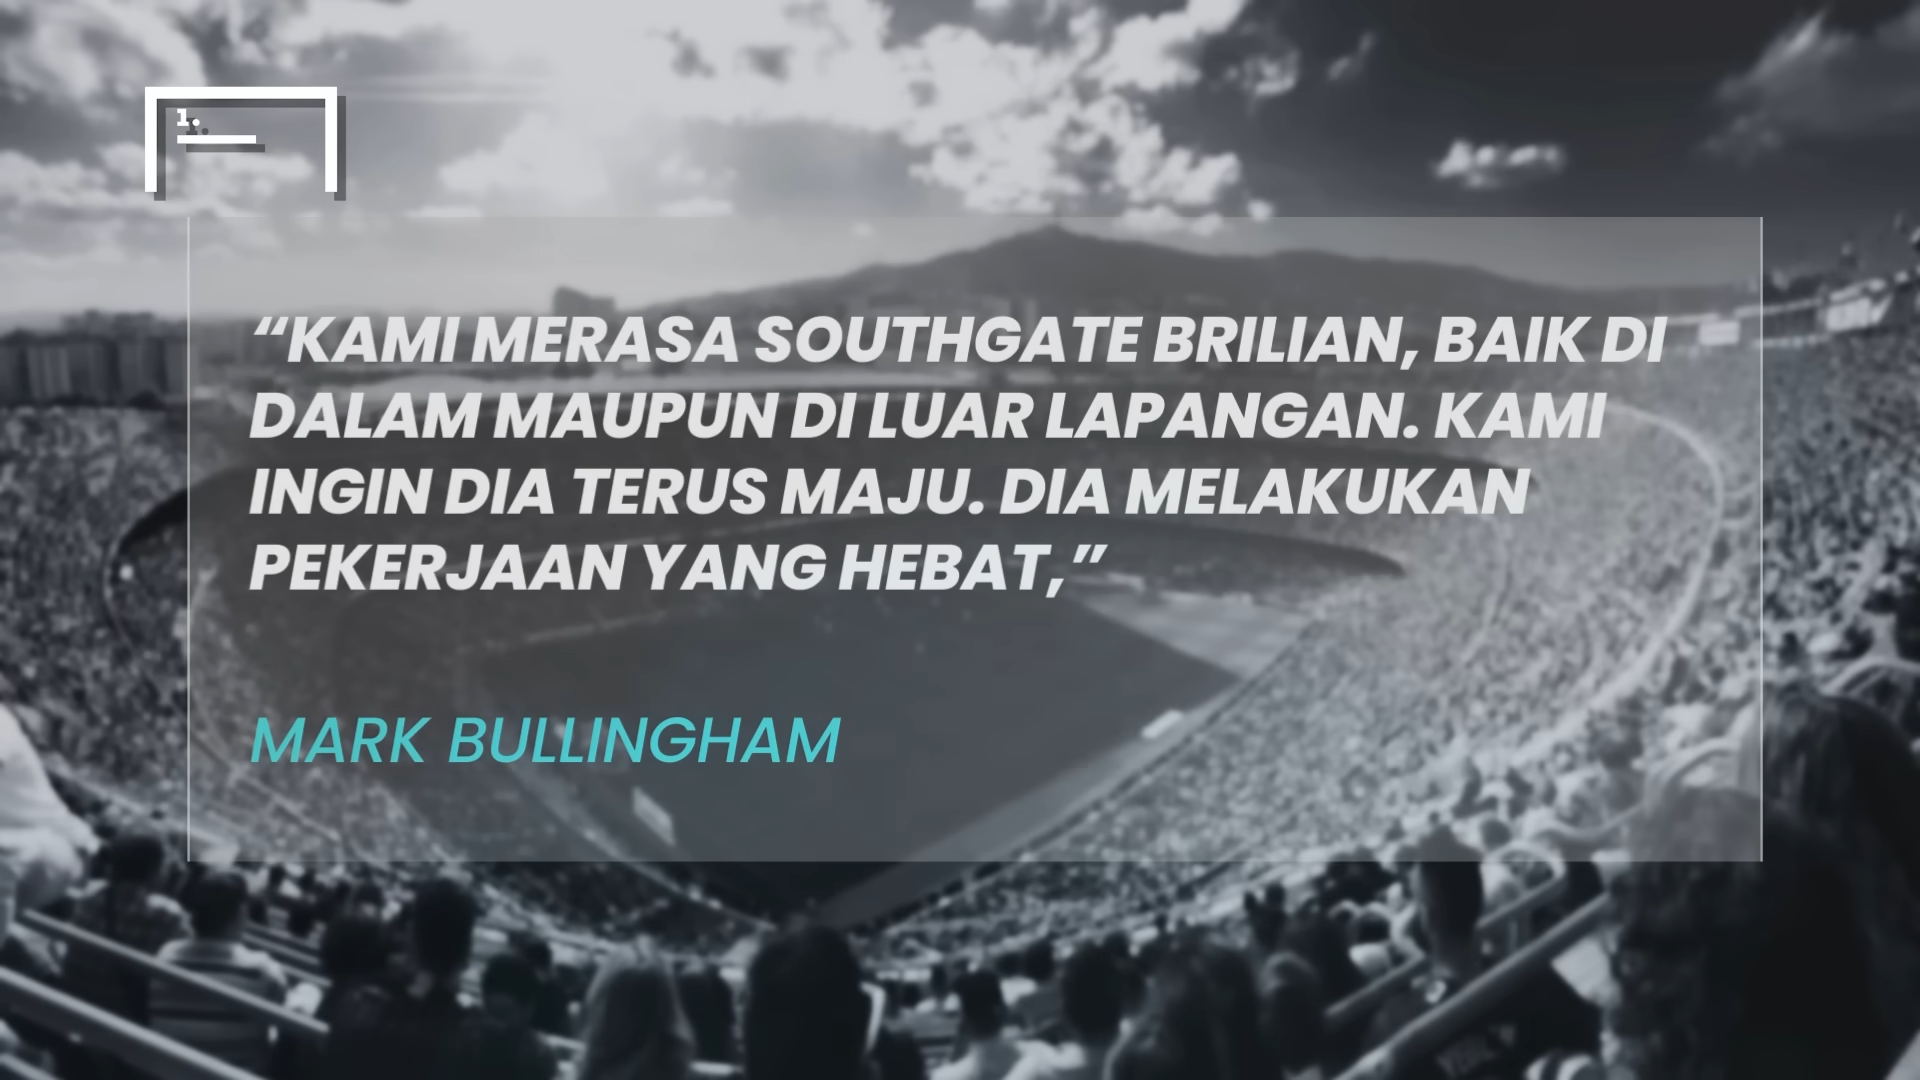 1.
“KAMI MERASA SOUTHGATE BRILIAN, BAIK DI
DALAM MAUPUN DI LUAR LAPANGAN. KAMI
INGIN DIA TERUS MAJU. DIA MELAKUKAN
PEKERJAAN YANG HEBAT,”
MARK BULLINGHAM